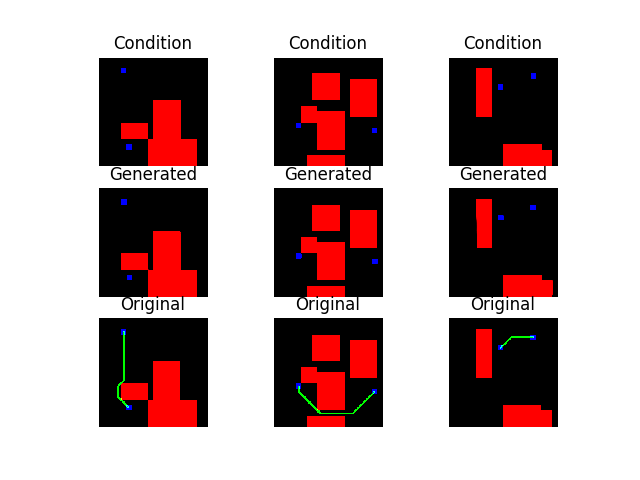 Condition Condition Condition
Generated Generated Generated
Original Original Original